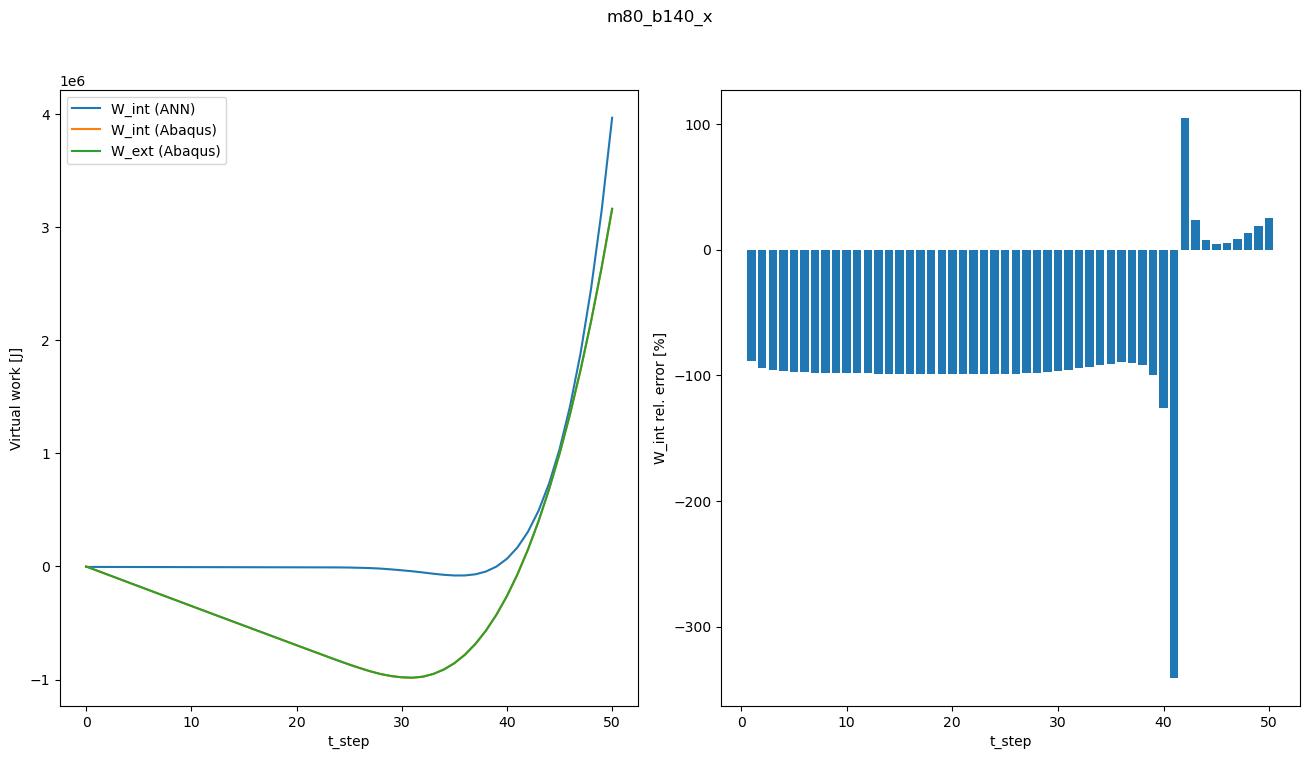 m80_b140_x
1e6
W_int (ANN)
W_int (Abaqus)
W_ext (Abaqus)
4
3
2
1
0
−1
Virtual work [J]
0 10 20 30 40 50
t_step
100
0
−100
−200
−300
W_int rel. error [%]
0 10 20 30 40 50
t_step